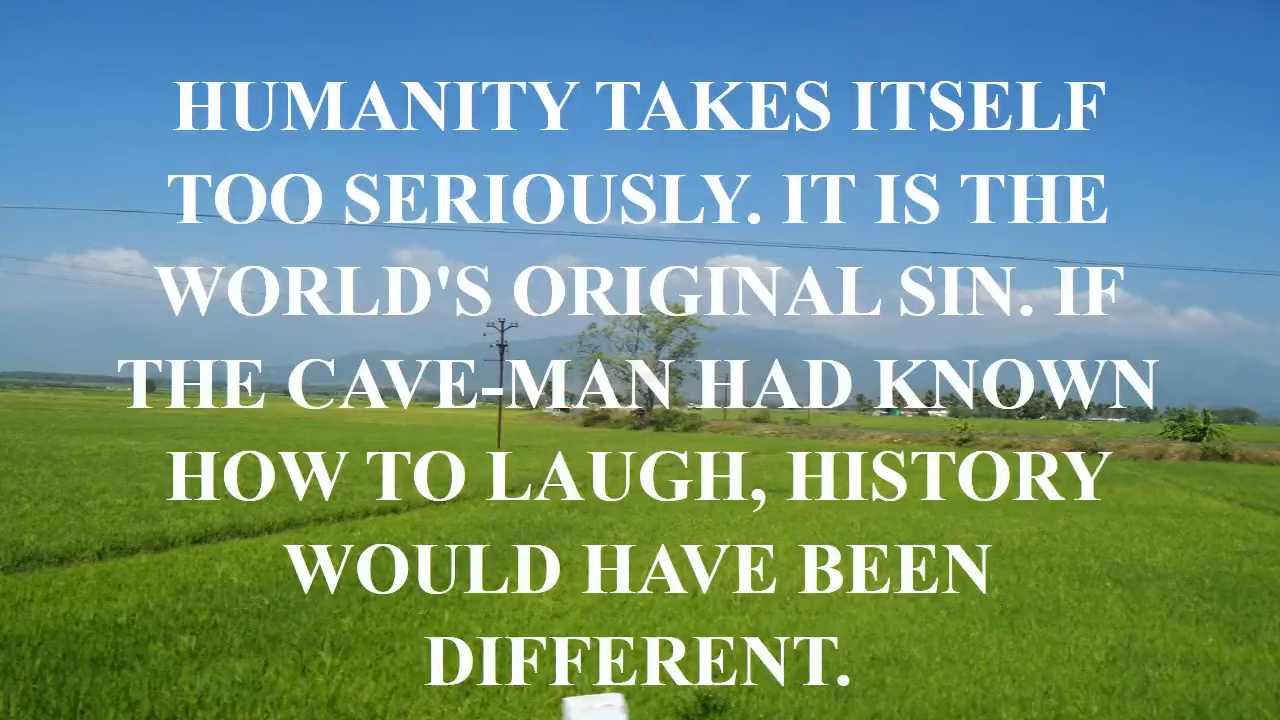 HUMANITY TAKES ITSELF
TOO SERIOUSLY. IT IS THE
WORLD'S ORIGINAL SIN. IF
THE CAVE-MAN HAD KNOWN
HOW TO LAUGH, HISTORY
WOULD HAVE BEEN
DIFFERENT.